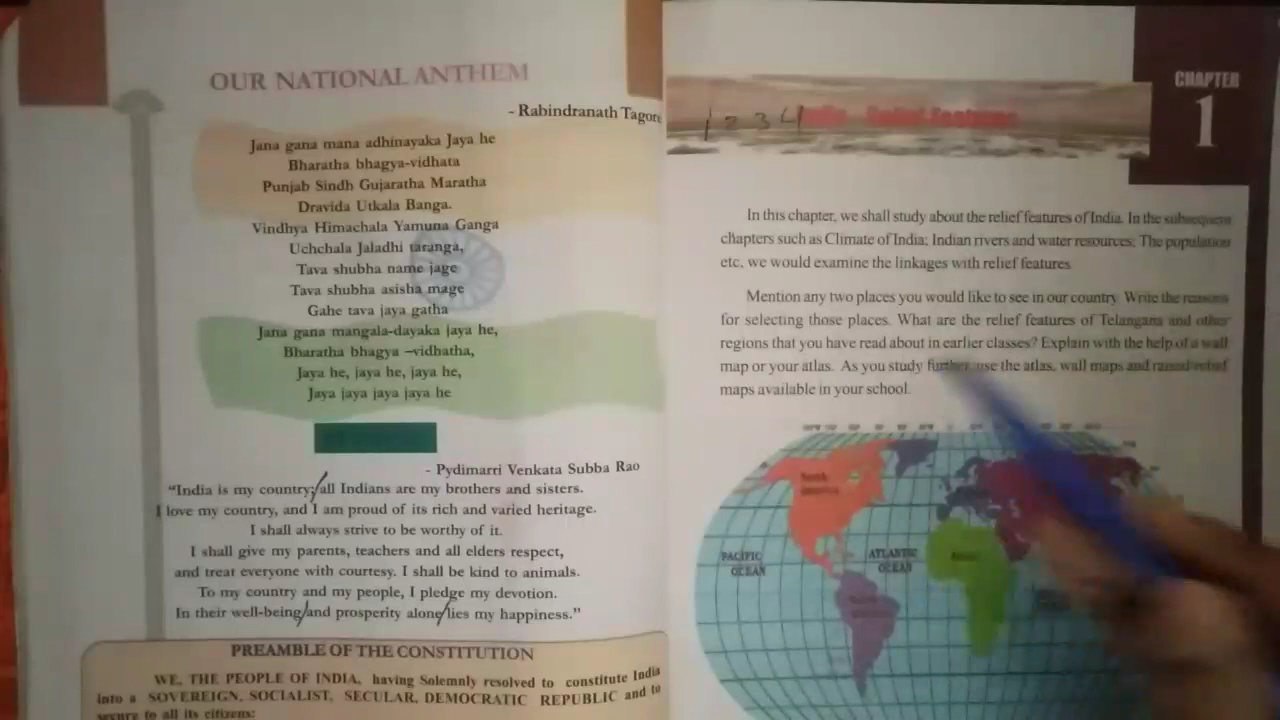 OUR NATIONAL ANTHEM
- Rabindranath Tagore
Jana gana mana adhinayaka Jaya he
Bharatha bhagya-vidhata
Punjab Sindh Gujaratha Maratha
Dravida Utkala Banga.
Vindhya Himachala Yamuna Ganga
Uchchala Jaladhi taranga,
Tava shubha name jage
Tava shubha asisha mage
Gahe tava jaya gatha
Jana gana mangala-dayaka jaya he,
Bharatha bhagya –vidhatha,
Jaya he, jaya he, jaya he,
Jaya jaya jaya jaya he
- Pydimarri Venkata Subba Rao
“India is my country; all Indians are my brothers and sisters.
I love my country, and I am proud of its rich and varied heritage.
I shall always strive to be worthy of it.
I shall give my parents, teachers and all elders respect,
and treat everyone with courtesy. I shall be kind to animals.
To my country and my people, I pledge my devotion.
In their well-being and prosperity alone lies my happiness.”
PREAMBLE OF THE CONSTITUTION
WE, THE PEOPLE OF INDIA, having Solemnly resolved to constitute India
into a SOVEREIGN, SOCIALIST, SECULAR, DEMOCRATIC REPUBLIC and to
secure to all its citizens:
CHAPTER
1
1 2 3 4 India - Relief Features
In this chapter, we shall study about the relief features of India. In the subsequent
chapters such as Climate of India; Indian rivers and water resources; The population
etc, we would examine the linkages with relief features.
Mention any two places you would like to see in our country. Write the reasons
for selecting those places. What are the relief features of Telangana and other
regions that you have read about in earlier classes? Explain with the help of a wall
map or your atlas. As you study further, use the atlas, wall maps and raised relief
maps available in your school.
North
America
PACIFIC
OCEAN
ATLANTIC
OCEAN
Africa
South
America